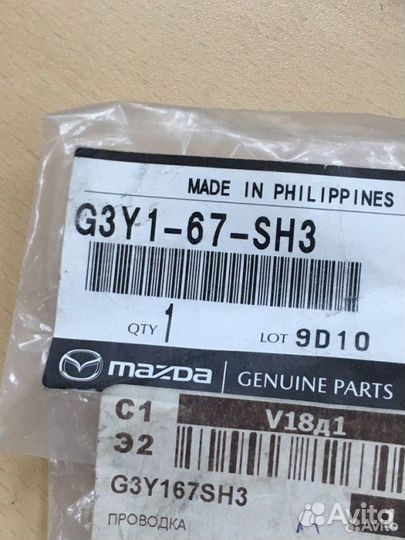 MADE IN PHILIPPINES
G3Y1-67-SH3
QTY 1 LOT 9D10
mazda GENUINE PARTS
C1 V18д1
Э2
G3Y167SH3
ПРОВОДКА
Avito
Avito